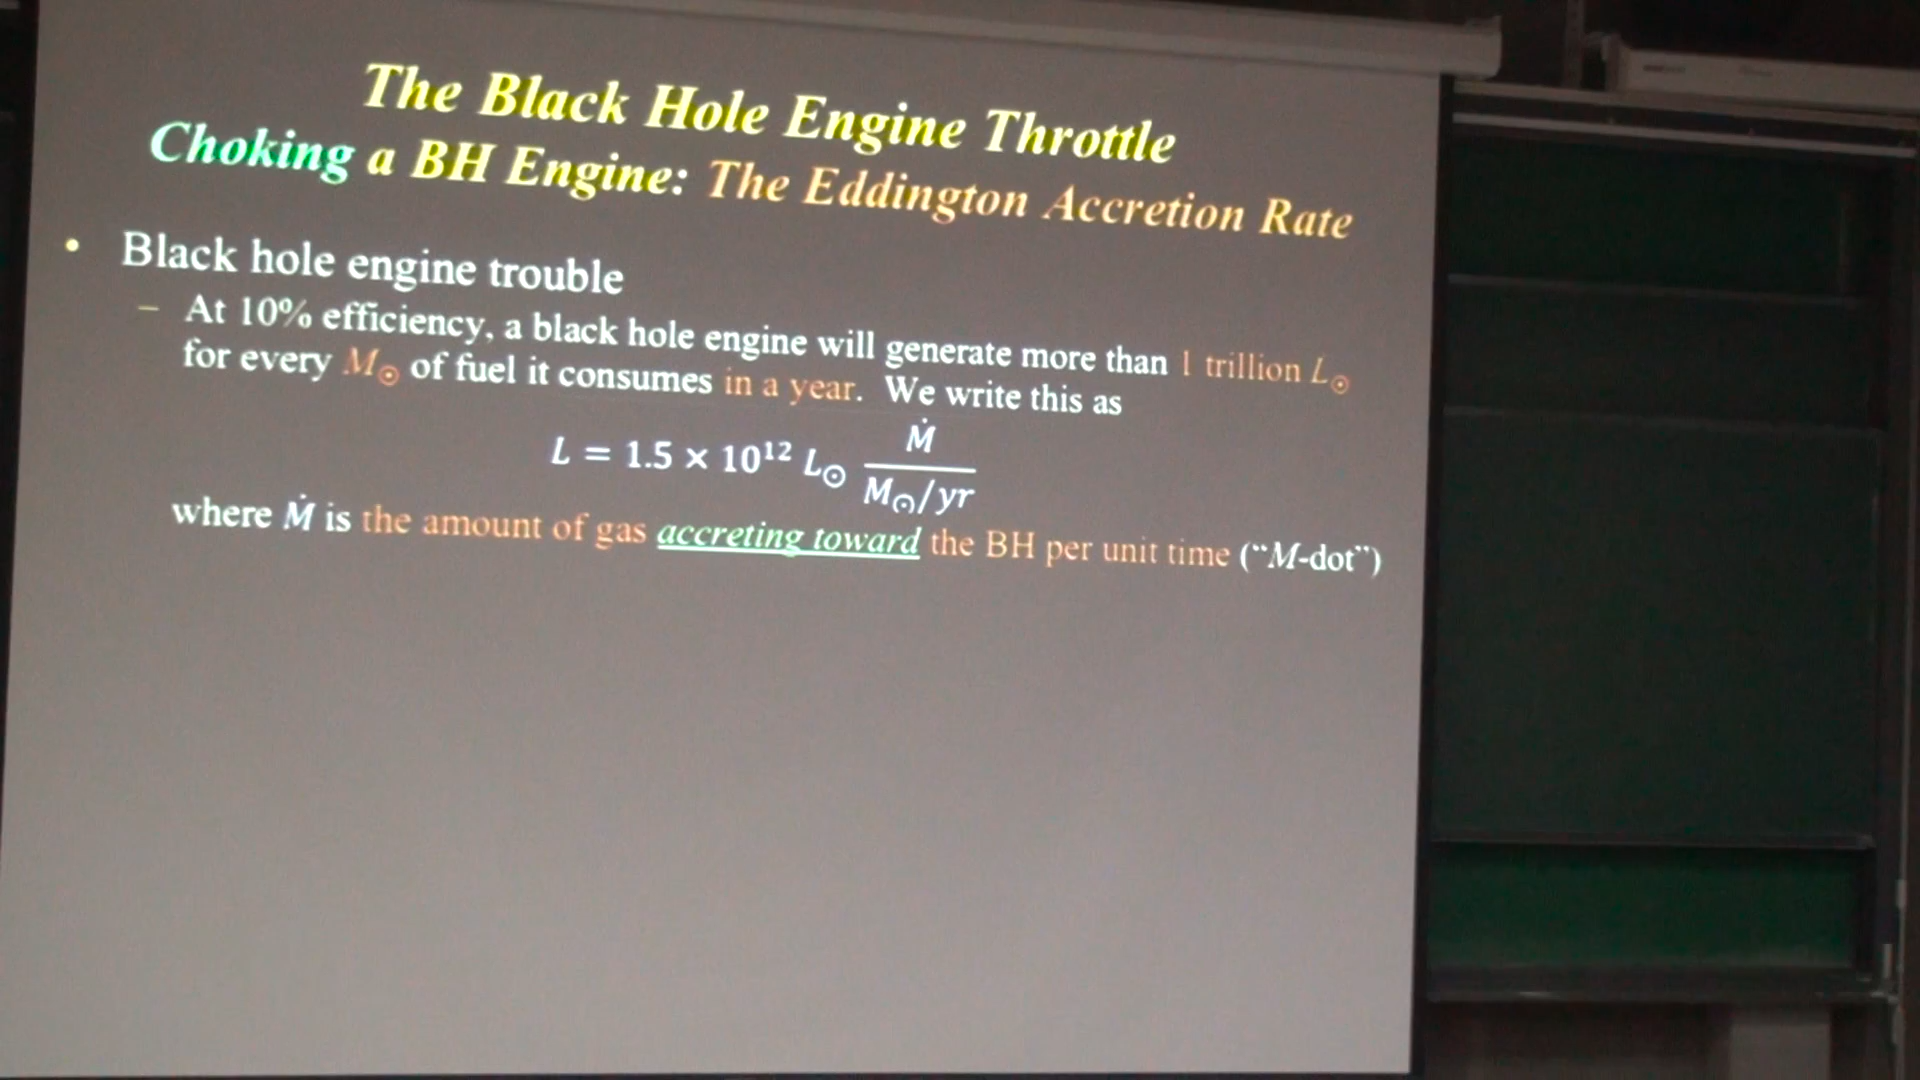 The Black Hole Engine Throttle
Choking a BH Engine: The Eddington Accretion Rate
• Black hole engine trouble
– At 10% efficiency, a black hole engine will generate more than 1 trillion L⊙
for every M⊙ of fuel it consumes in a year. We write this as
L = 1.5 × 10¹² L⊙ Ṁ / M⊙/yr
where Ṁ is the amount of gas accreting toward the BH per unit time (“M-dot”)